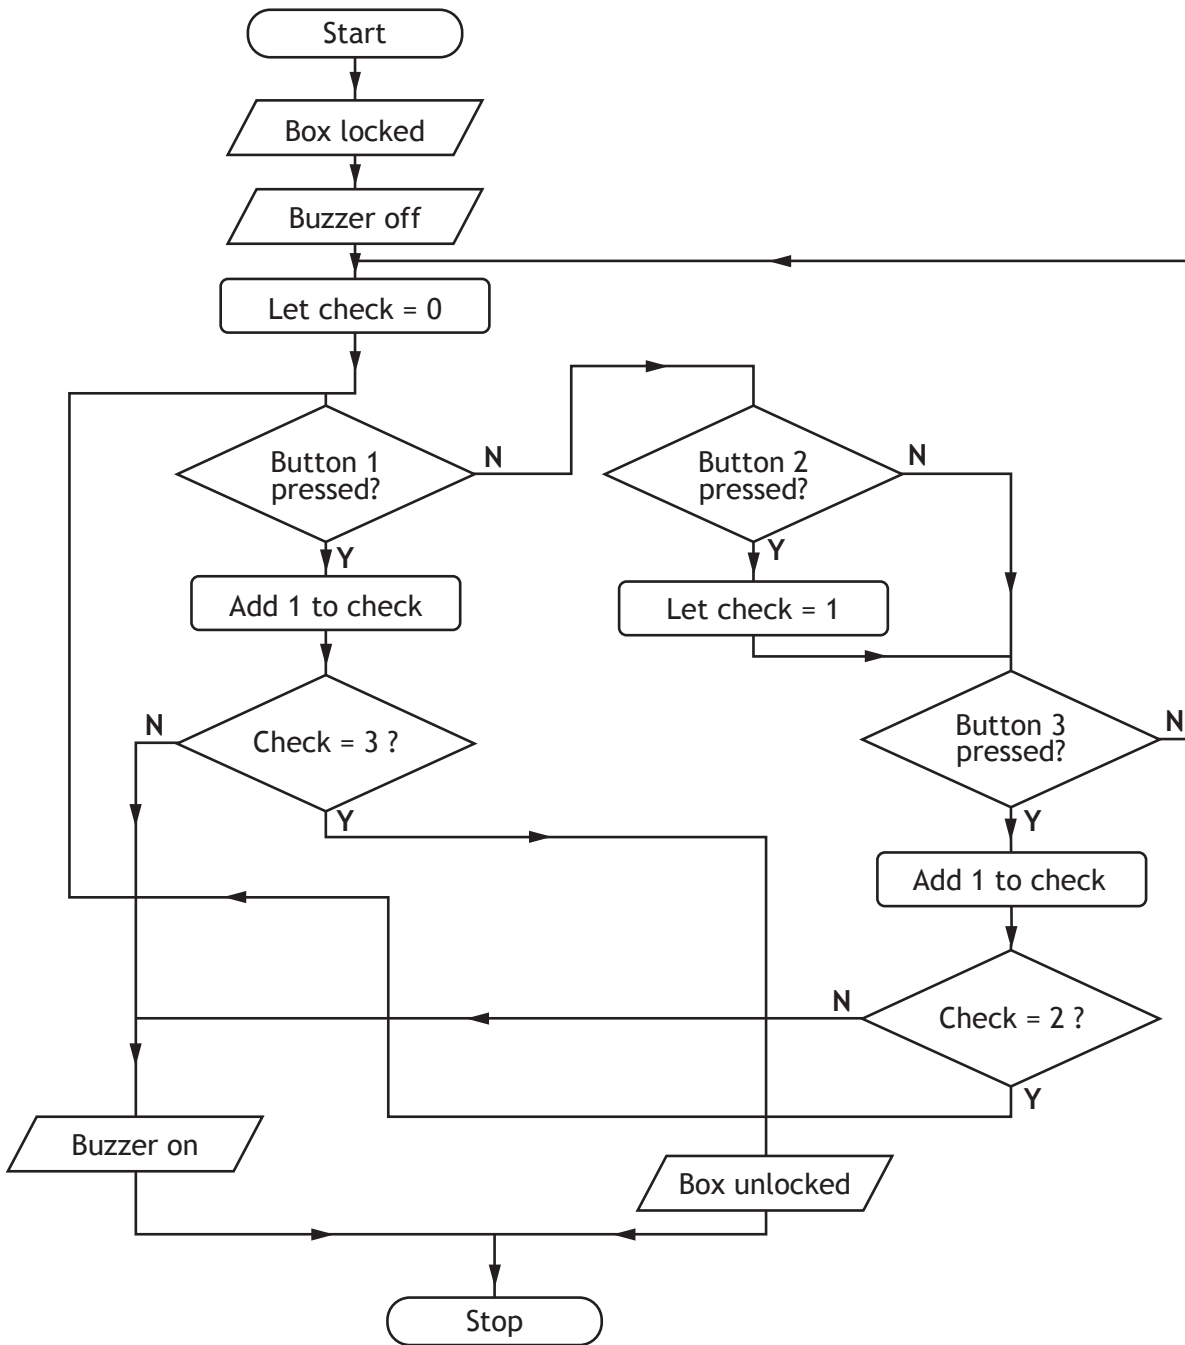 Start
Box locked
Buzzer off
Let check = 0
Button 1
pressed?
N
Y
Button 2
pressed?
N
Y
Add 1 to check
Let check = 1
Check = 3 ?
N
Y
Button 3
pressed?
N
Y
Add 1 to check
Check = 2 ?
N
Y
Buzzer on
Box unlocked
Stop